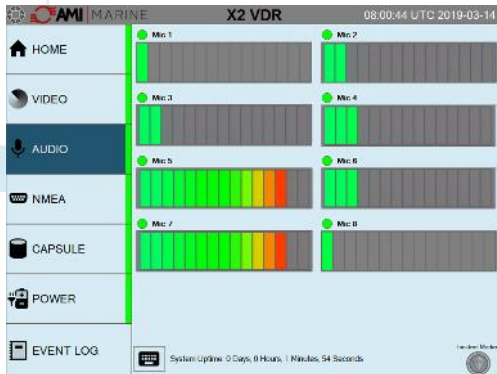 AMI MARINE X2 VDR 08:00:44 UTC 2019-03-14
HOME
VIDEO
AUDIO
NMEA
CAPSULE
POWER
EVENT LOG
Mic 1 Mic 2
Mic 3 Mic 4
Mic 5 Mic 6
Mic 7 Mic 8
System Uptime 0 Days, 0 Hours, 1 Minutes, 54 Seconds
Incident Marker